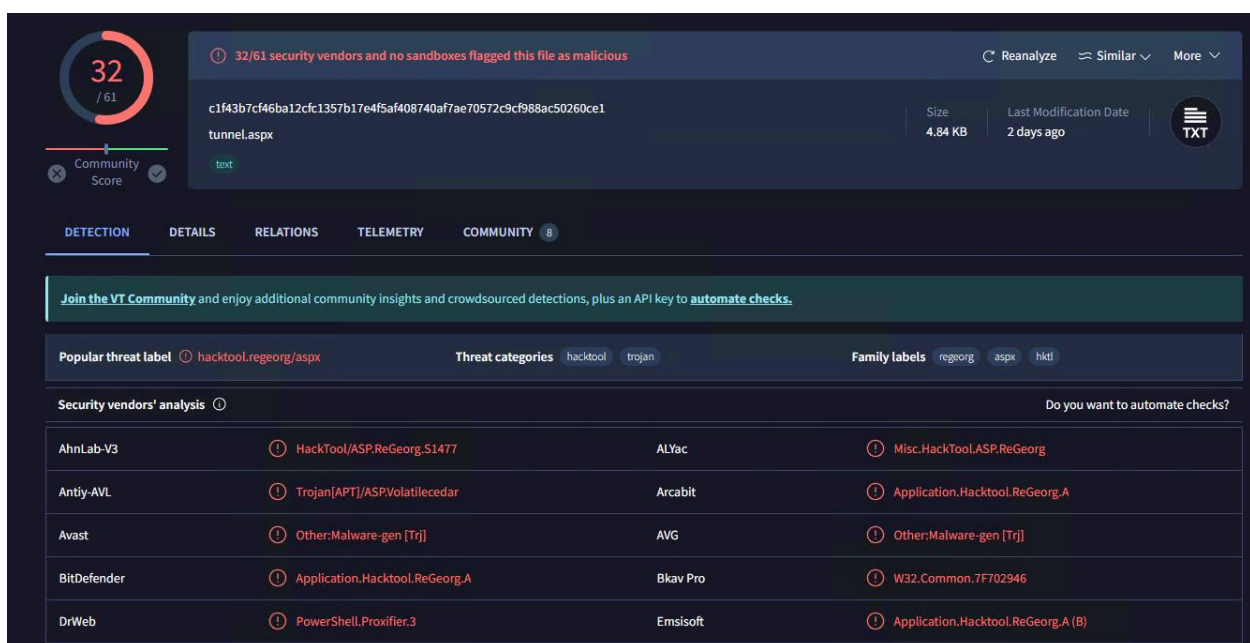 32
/ 61
Community
Score
32/61 security vendors and no sandboxes flagged this file as malicious
Reanalyze
Similar
More
c1f43b7cf46ba12cfc1357b17e4f5af408740af7ae70572c9cf988ac50260ce1
tunnel.aspx
text
Size
4.84 KB
Last Modification Date
2 days ago
TXT
DETECTION DETAILS RELATIONS TELEMETRY COMMUNITY 8
Join the VT Community and enjoy additional community insights and crowdsourced detections, plus an API key to automate checks.
Popular threat label hacktool.regeorg/aspx Threat categories hacktool trojan Family labels regeorg aspx hktl
Security vendors' analysis Do you want to automate checks?
AhnLab-V3 HackTool/ASP.ReGeorg.S1477 ALYac Misc.HackTool.ASP.ReGeorg
Antiy-AVL Trojan[APT]/ASP.Volatilecedar Arcabit Application.Hacktool.ReGeorg.A
Avast Other:Malware-gen [Trj] AVG Other:Malware-gen [Trj]
BitDefender Application.Hacktool.ReGeorg.A Bkav Pro W32.Common.7F702946
DrWeb PowerShell.Proxifier.3 Emsisoft Application.Hacktool.ReGeorg.A (B)